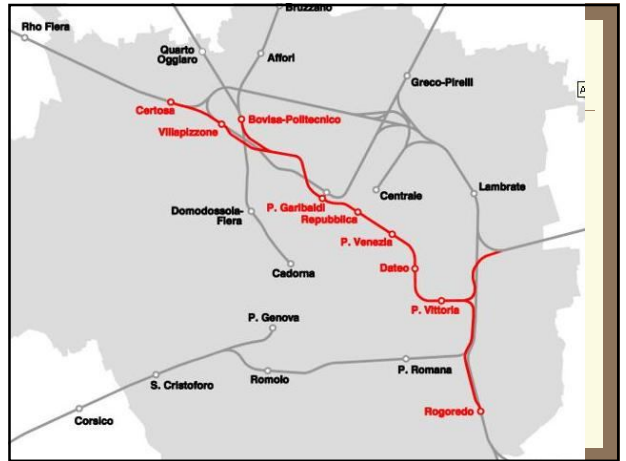 Bruzzano
Rho Fiera
Quarto
Oggiaro
Affori
Greco-Pirelli
Certosa
Bovisa-Politecnico
Villapizzone
Lambrate
Centrale
P. Garibaldi
Repubblica
Domodossola-
Fiera
P. Venezia
Cadorna
Dateo
P. Vittoria
P. Genova
P. Romana
Romolo
S. Cristoforo
Rogoredo
Corsico